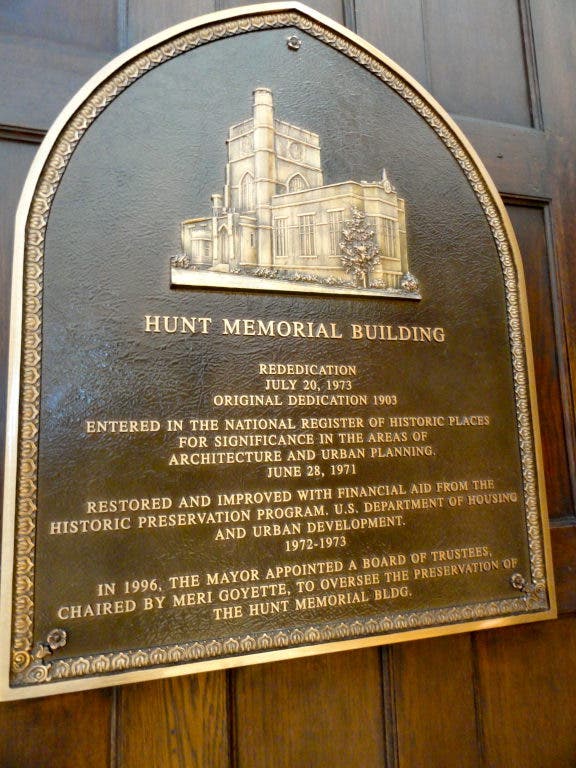 HUNT MEMORIAL BUILDING
REDEDICATION
JULY 20, 1973
ORIGINAL DEDICATION 1903
ENTERED IN THE NATIONAL REGISTER OF HISTORIC PLACES
FOR SIGNIFICANCE IN THE AREAS OF
ARCHITECTURE AND URBAN PLANNING.
JUNE 28, 1971
RESTORED AND IMPROVED WITH FINANCIAL AID FROM THE
HISTORIC PRESERVATION PROGRAM. U.S. DEPARTMENT OF HOUSING
AND URBAN DEVELOPMENT.
1972-1973
IN 1996, THE MAYOR APPOINTED A BOARD OF TRUSTEES,
CHAIRED BY MERI GOYETTE, TO OVERSEE THE PRESERVATION OF
THE HUNT MEMORIAL BLDG.